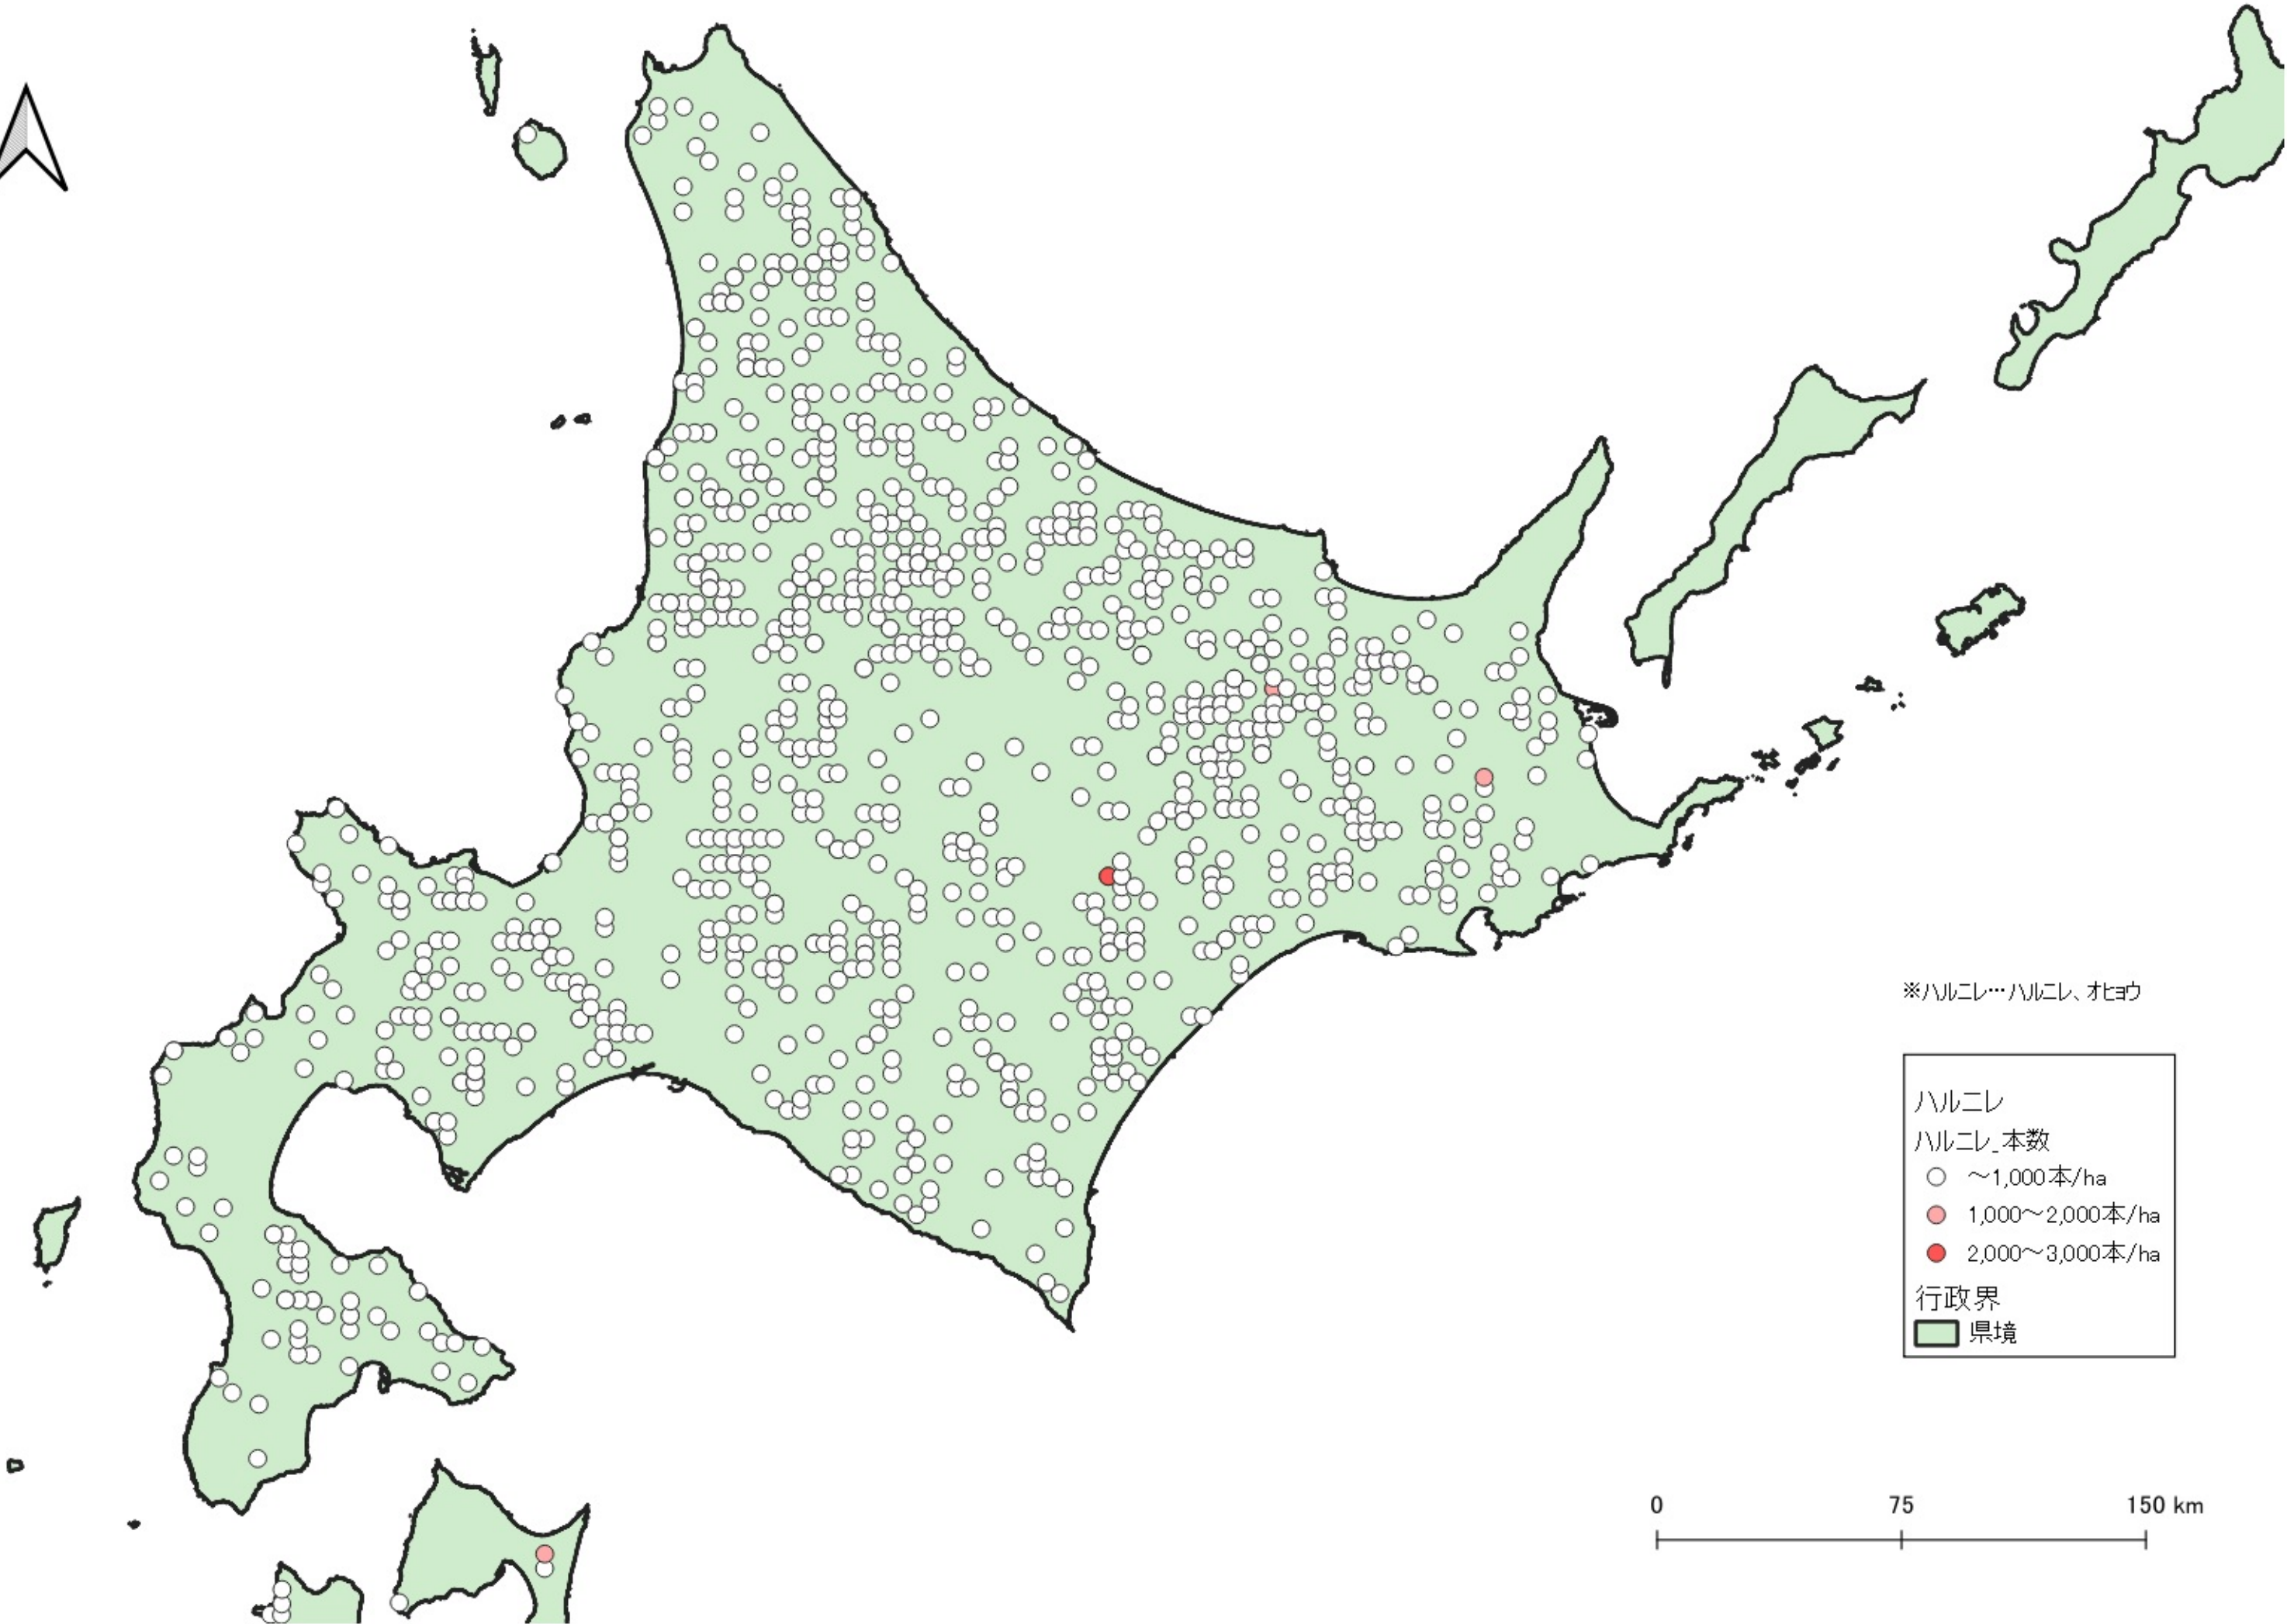 ※ハルニレ…ハルニレ、オヒョウ
ハルニレ
ハルニレ_本数
～1,000本/ha
1,000～2,000本/ha
2,000～3,000本/ha
行政界
県境
0 75 150 km